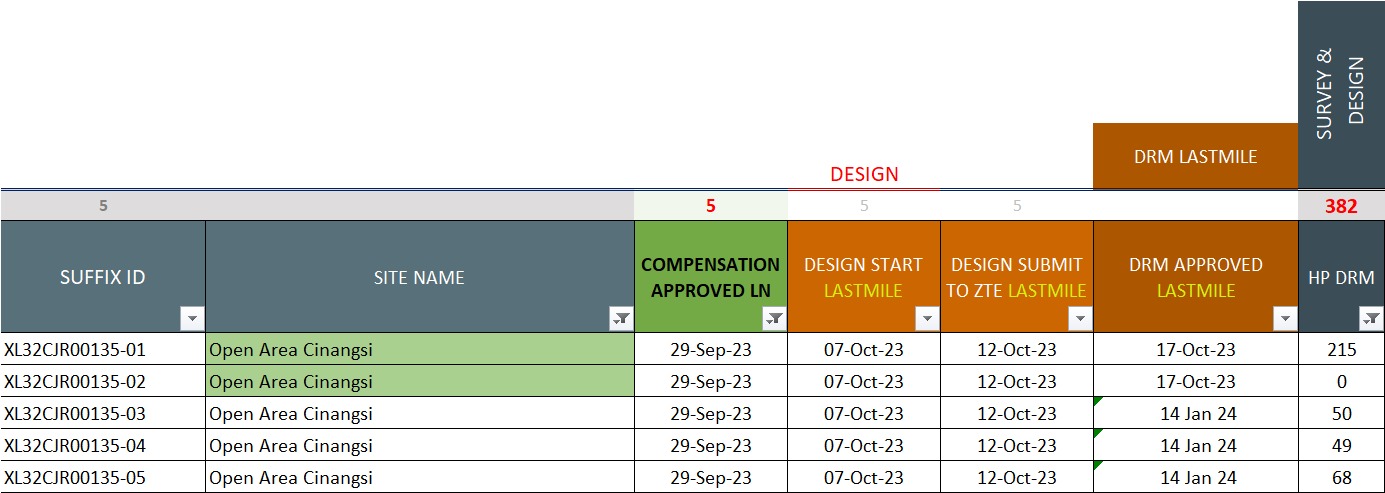 SURVEY &
DESIGN
DRM LASTMILE
DESIGN
5 5 5 5 382
SUFFIX ID SITE NAME COMPENSATION APPROVED LN DESIGN START LASTMILE DESIGN SUBMIT TO ZTE LASTMILE DRM APPROVED LASTMILE HP DRM
XL32CJR00135-01 Open Area Cinangsi 29-Sep-23 07-Oct-23 12-Oct-23 17-Oct-23 215
XL32CJR00135-02 Open Area Cinangsi 29-Sep-23 07-Oct-23 12-Oct-23 17-Oct-23 0
XL32CJR00135-03 Open Area Cinangsi 29-Sep-23 07-Oct-23 12-Oct-23 14 Jan 24 50
XL32CJR00135-04 Open Area Cinangsi 29-Sep-23 07-Oct-23 12-Oct-23 14 Jan 24 49
XL32CJR00135-05 Open Area Cinangsi 29-Sep-23 07-Oct-23 12-Oct-23 14 Jan 24 68